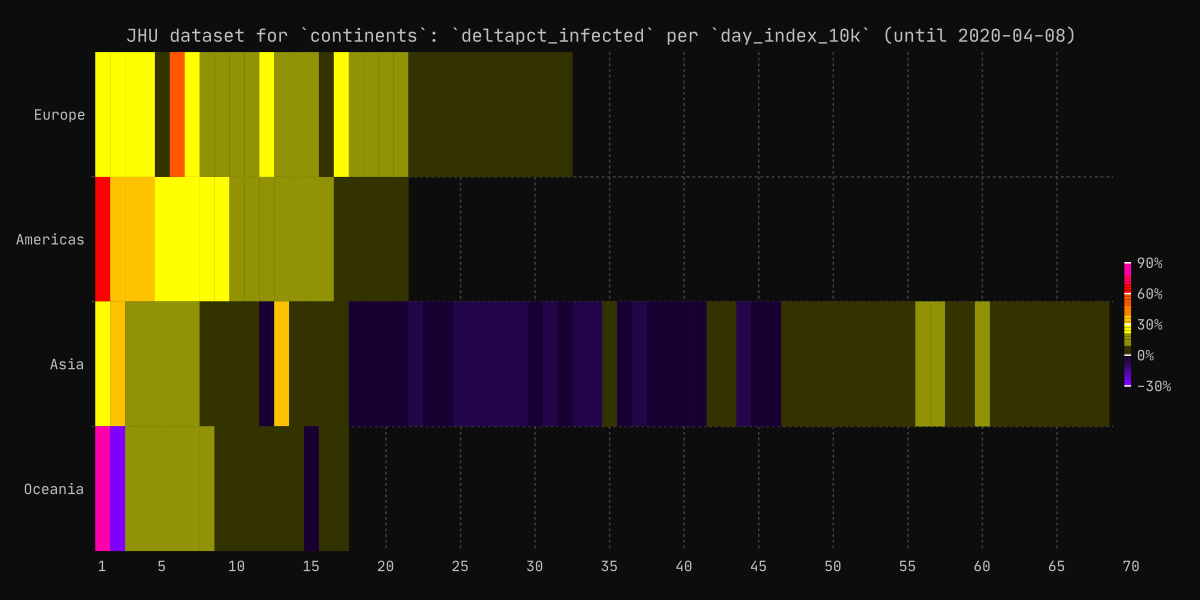 JHU dataset for `continents`: `deltapct_infected` per `day_index_10k` (until 2020-04-08)
Europe
Americas
Asia
Oceania
90%
60%
30%
0%
-30%
1 5 10 15 20 25 30 35 40 45 50 55 60 65 70